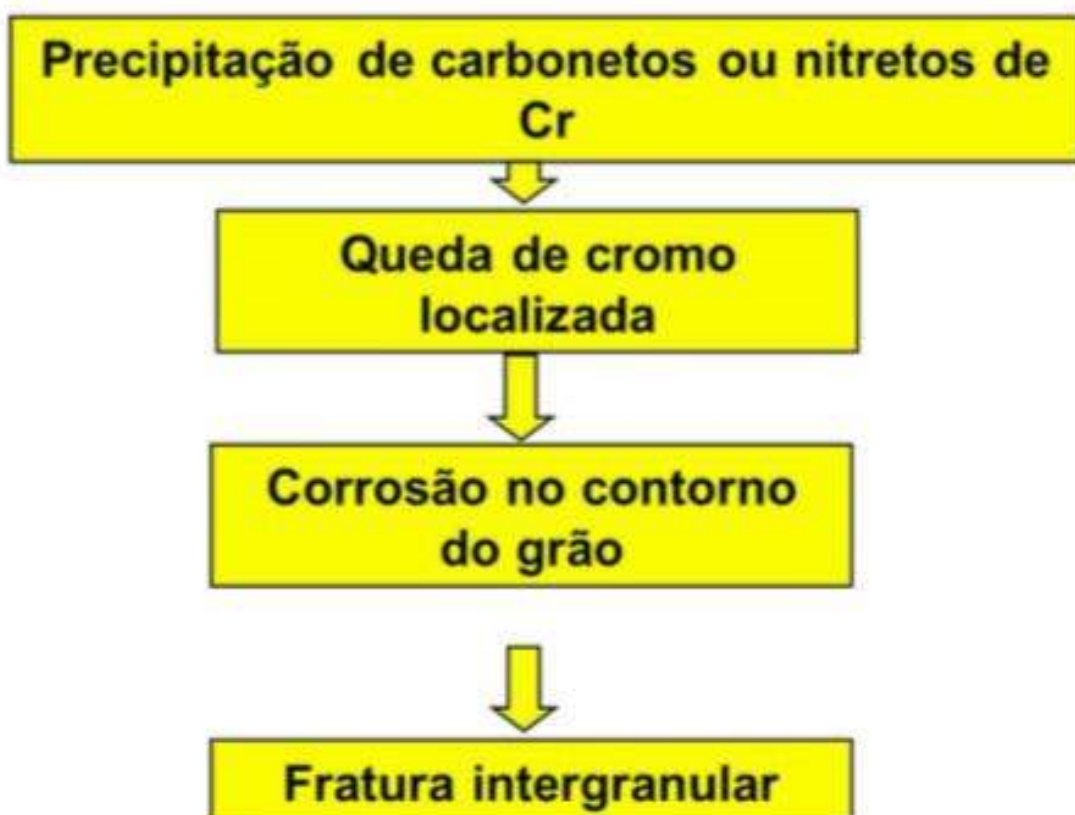 Precipitação de carbonetos ou nitretos de
Cr
Queda de cromo
localizada
Corrosão no contorno
do grão
Fratura intergranular